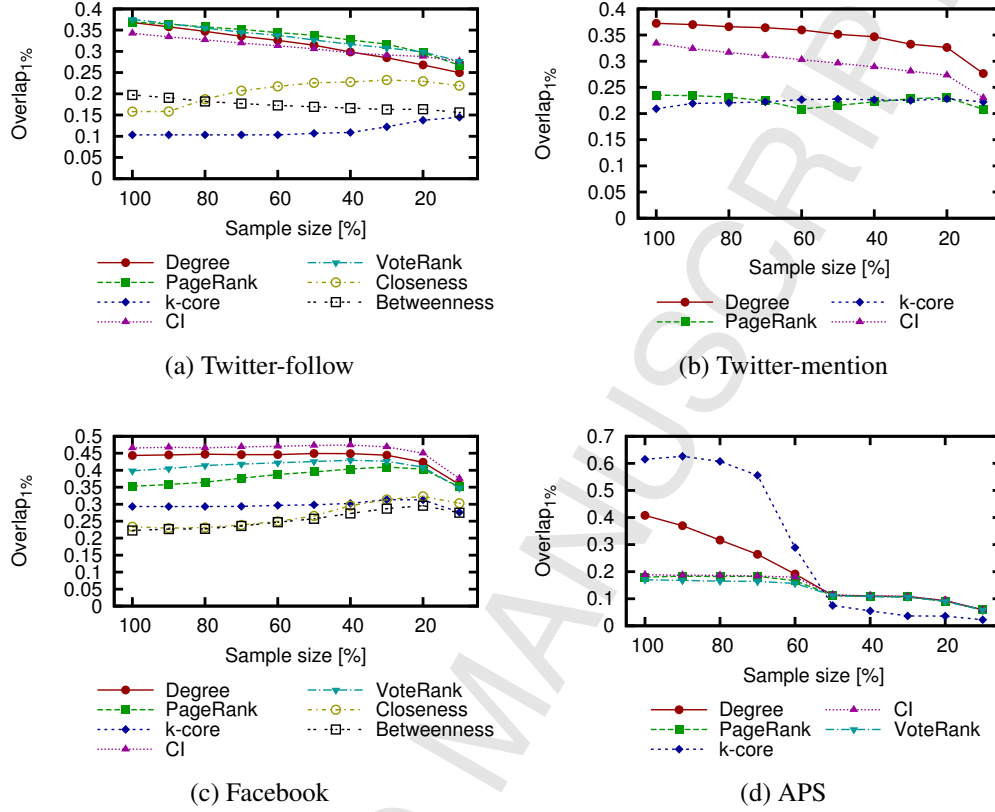 0.4
0.35
0.3
0.25
0.2
0.15
0.1
0.05
0
Overlap1%
100 80 60 40 20
Sample size [%]
Degree VoteRank
PageRank Closeness
k-core Betweenness
CI
(a) Twitter-follow
0.4
0.35
0.3
0.25
0.2
0.15
0.1
0.05
0
Overlap1%
100 80 60 40 20
Sample size [%]
Degree k-core
PageRank CI
(b) Twitter-mention
0.5
0.45
0.4
0.35
0.3
0.25
0.2
0.15
0.1
0.05
0
Overlap1%
100 80 60 40 20
Sample size [%]
Degree VoteRank
PageRank Closeness
k-core Betweenness
CI
(c) Facebook
0.7
0.6
0.5
0.4
0.3
0.2
0.1
0
Overlap1%
100 80 60 40 20
Sample size [%]
Degree CI
PageRank VoteRank
k-core
(d) APS
MANUSCRIP